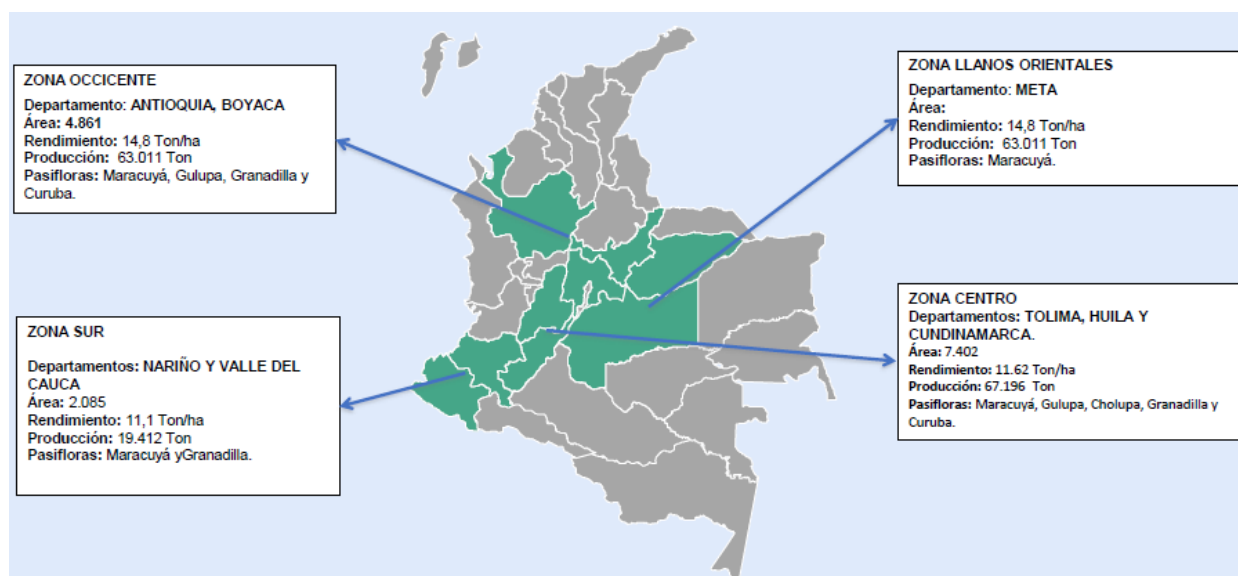 ZONA OCCICENTE
Departamento: ANTIOQUIA, BOYACA
Área: 4.861
Rendimiento: 14,8 Ton/ha
Producción: 63.011 Ton
Pasifloras: Maracuyá, Gulupa, Granadilla y
Curuba.
ZONA LLANOS ORIENTALES
Departamento: META
Área:
Rendimiento: 14,8 Ton/ha
Producción: 63.011 Ton
Pasifloras: Maracuyá.
ZONA SUR
Departamentos: NARIÑO Y VALLE DEL
CAUCA
Área: 2.085
Rendimiento: 11,1 Ton/ha
Producción: 19.412 Ton
Pasifloras: Maracuyá yGranadilla.
ZONA CENTRO
Departamentos: TOLIMA, HUILA Y
CUNDINAMARCA.
Área: 7.402
Rendimiento: 11.62 Ton/ha
Producción: 67.196 Ton
Pasifloras: Maracuyá, Gulupa, Cholupa, Granadilla y
Curuba.